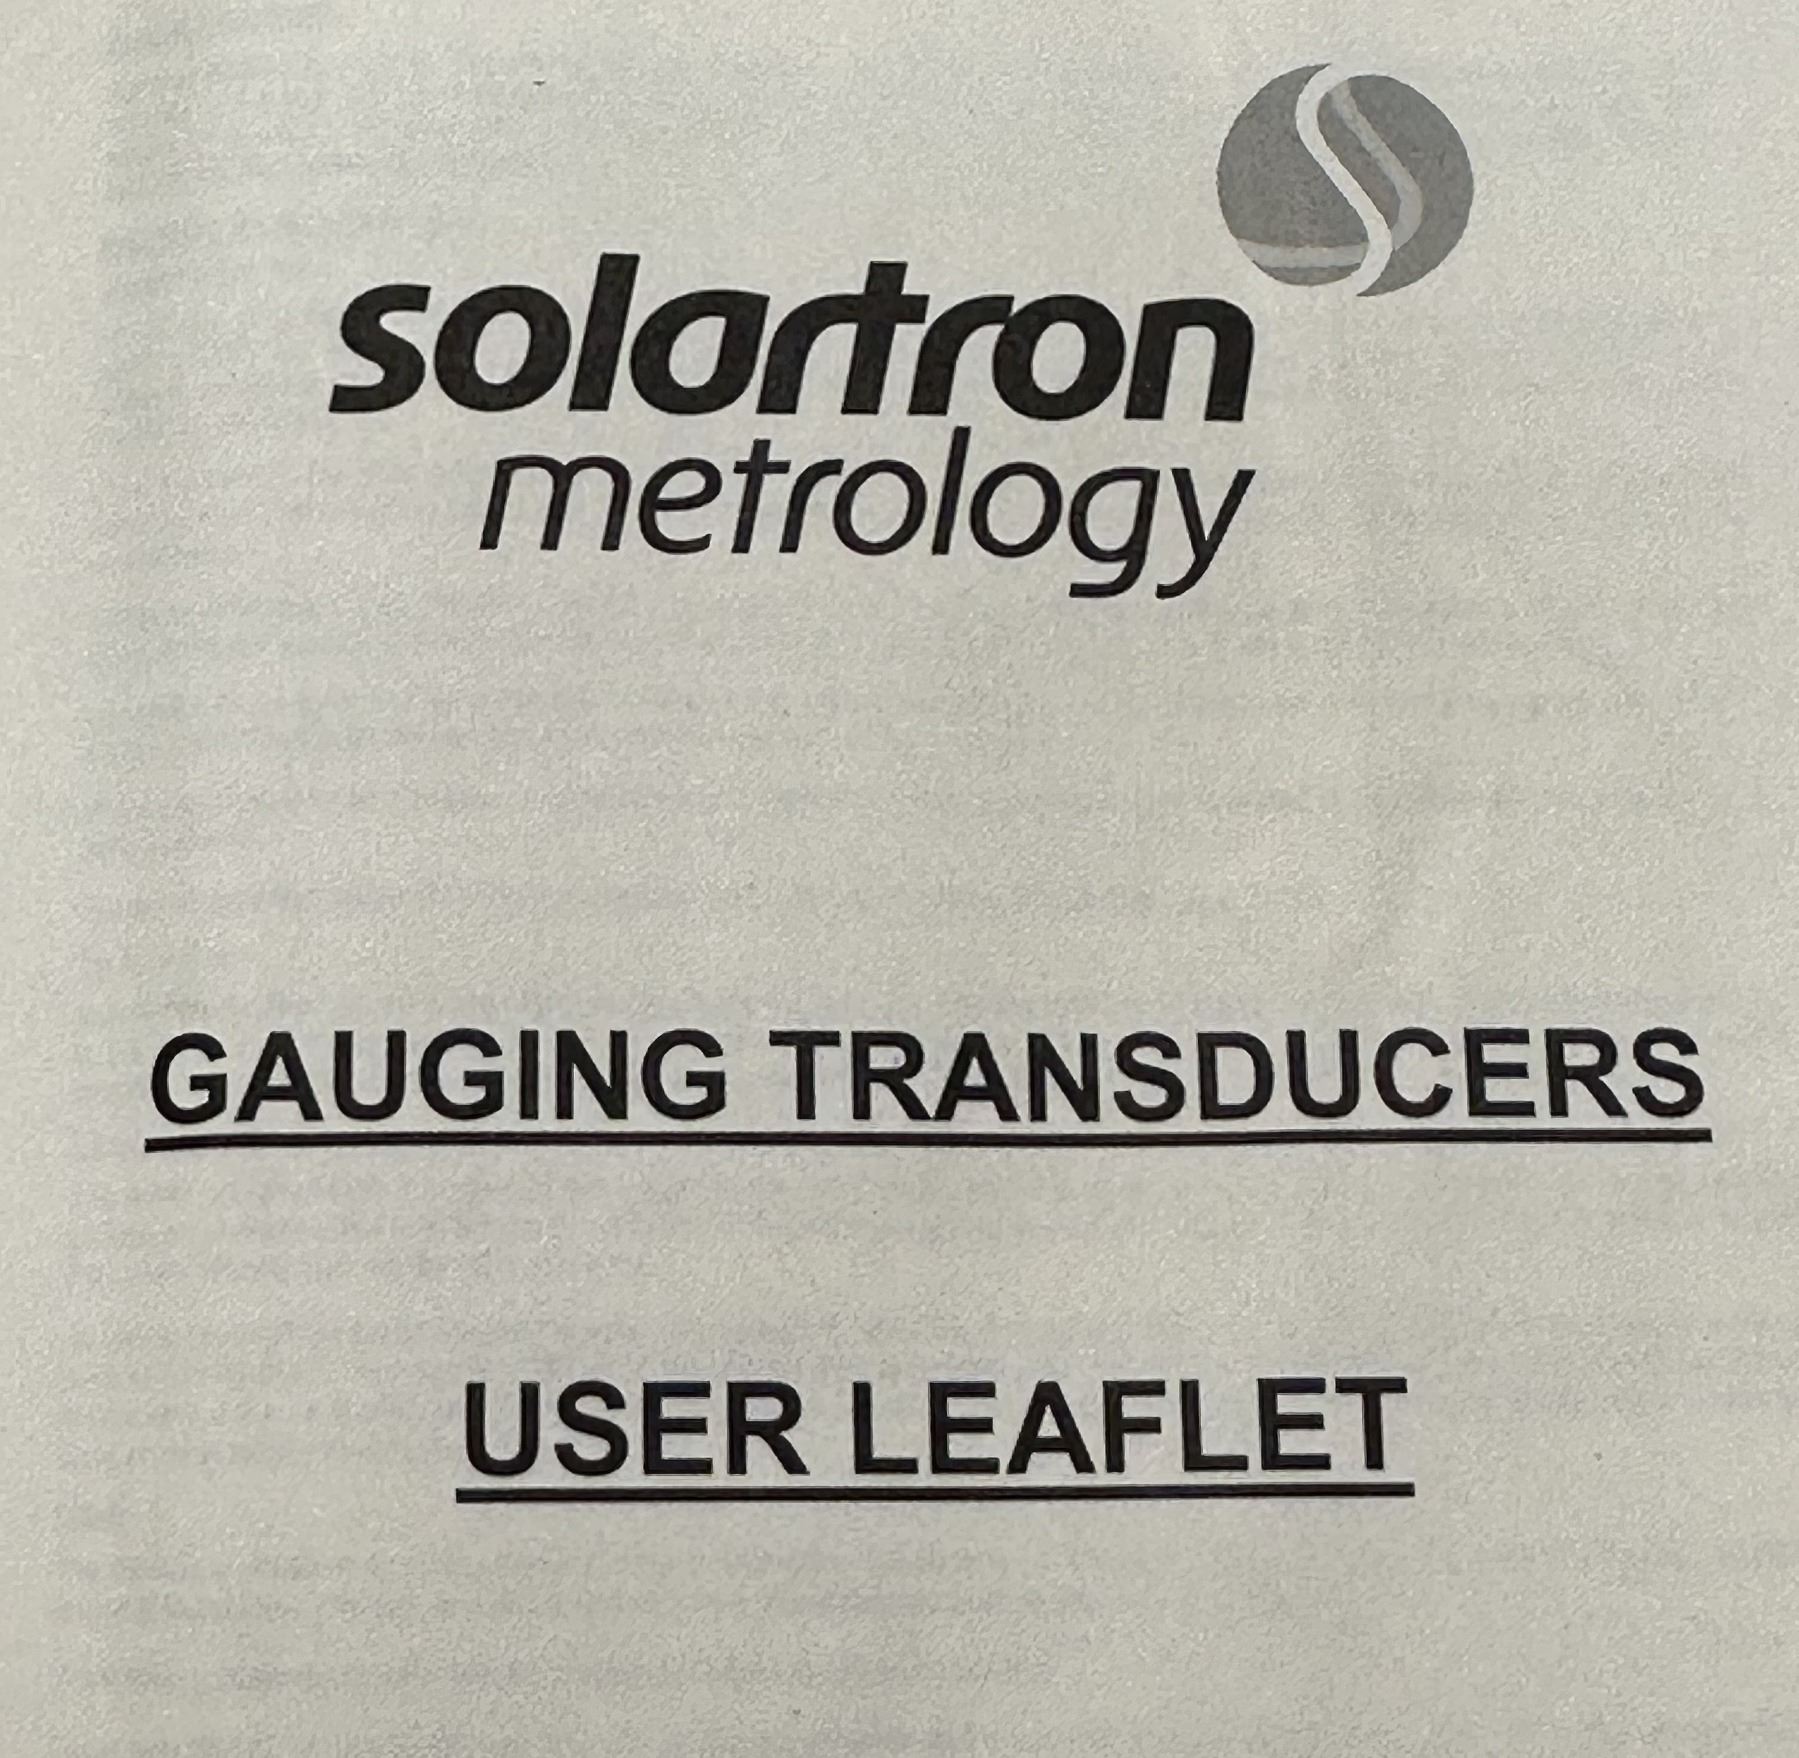 solartron
metrology
GAUGING TRANSDUCERS
USER LEAFLET